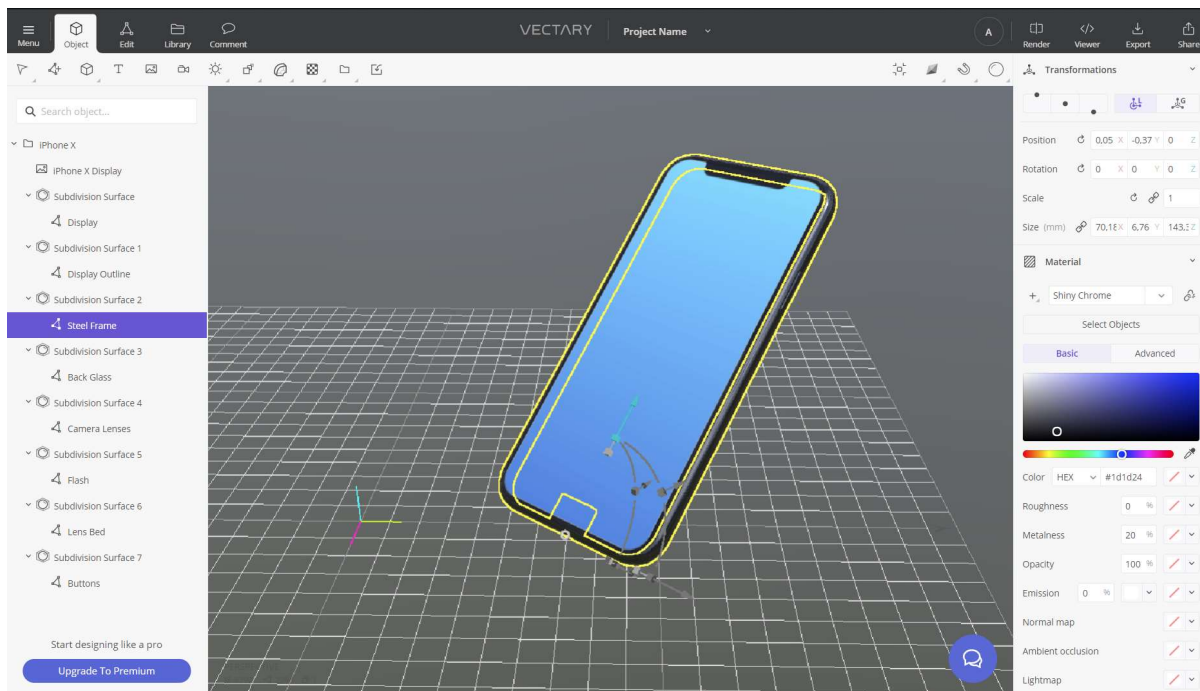 VECTARY
Project Name
A
Menu
Object
Edit
Library
Comment
Render
Viewer
Export
Share
T
Search object...
iPhone X
iPhone X Display
Subdivision Surface
Display
Subdivision Surface 1
Display Outline
Subdivision Surface 2
Steel Frame
Subdivision Surface 3
Back Glass
Subdivision Surface 4
Camera Lenses
Subdivision Surface 5
Flash
Subdivision Surface 6
Lens Bed
Subdivision Surface 7
Buttons
Start designing like a pro
Upgrade To Premium
Transformations
L
G
Position 0,05 X -0,37 Y 0 Z
Rotation 0 X 0 Y 0 Z
Scale 1
Size (mm) 70,18 X 6,76 Y 143,3 Z
Material
Shiny Chrome
Select Objects
Basic Advanced
Color HEX #1d1d24
Roughness 0 %
Metalness 20 %
Opacity 100 %
Emission 0 %
Normal map
Ambient occlusion
Lightmap